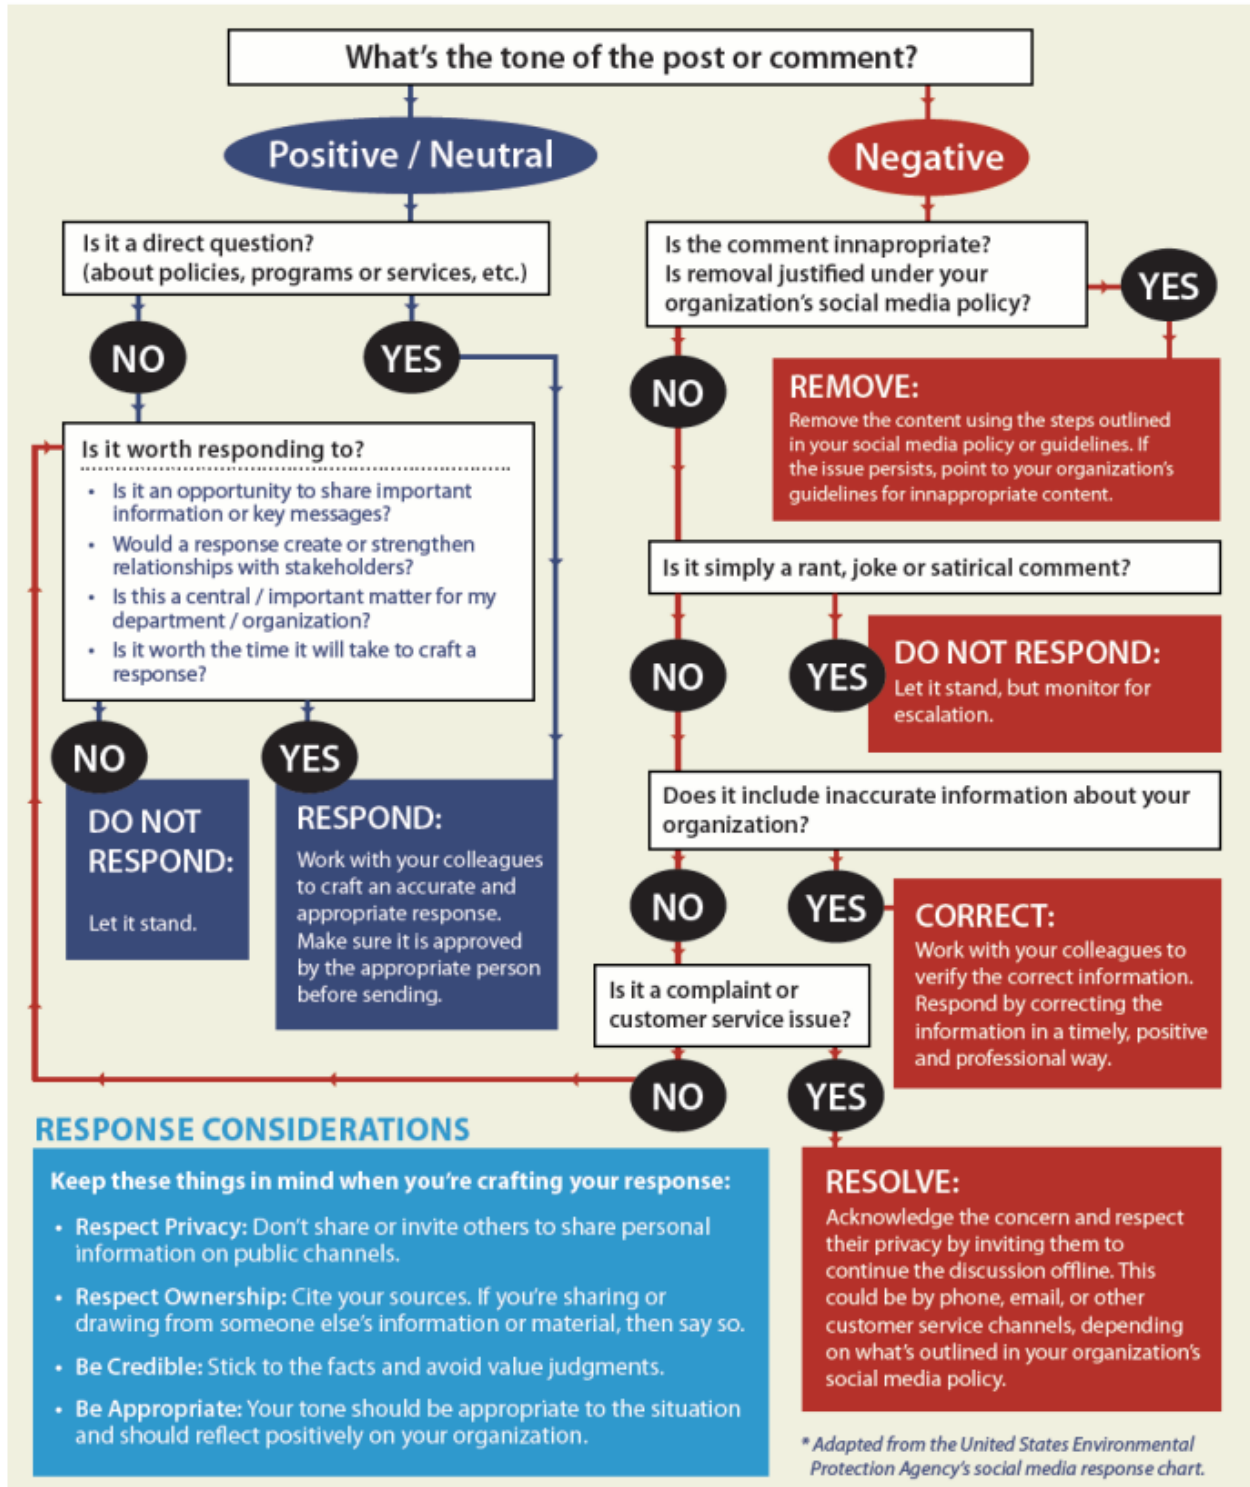 What's the tone of the post or comment?
Positive / Neutral
Negative
Is it a direct question?
(about policies, programs or services, etc.)
NO
YES
Is it worth responding to?
• Is it an opportunity to share important
information or key messages?
• Would a response create or strengthen
relationships with stakeholders?
• Is this a central / important matter for my
department / organization?
• Is it worth the time it will take to craft a
response?
NO
YES
DO NOT
RESPOND:
Let it stand.
RESPOND:
Work with your colleagues
to craft an accurate and
appropriate response.
Make sure it is approved
by the appropriate person
before sending.
Is the comment innapropriate?
Is removal justified under your
organization's social media policy?
YES
NO
REMOVE:
Remove the content using the steps outlined
in your social media policy or guidelines. If
the issue persists, point to your organization's
guidelines for innappropriate content.
Is it simply a rant, joke or satirical comment?
NO
YES
DO NOT RESPOND:
Let it stand, but monitor for
escalation.
Does it include inaccurate information about your
organization?
NO
YES
CORRECT:
Work with your colleagues to
verify the correct information.
Respond by correcting the
information in a timely, positive
and professional way.
Is it a complaint or
customer service issue?
NO
YES
RESOLVE:
Acknowledge the concern and respect
their privacy by inviting them to
continue the discussion offline. This
could be by phone, email, or other
customer service channels, depending
on what's outlined in your organization's
social media policy.
RESPONSE CONSIDERATIONS
Keep these things in mind when you're crafting your response:
• Respect Privacy: Don't share or invite others to share personal
information on public channels.
• Respect Ownership: Cite your sources. If you're sharing or
drawing from someone else's information or material, then say so.
• Be Credible: Stick to the facts and avoid value judgments.
• Be Appropriate: Your tone should be appropriate to the situation
and should reflect positively on your organization.
* Adapted from the United States Environmental
Protection Agency's social media response chart.